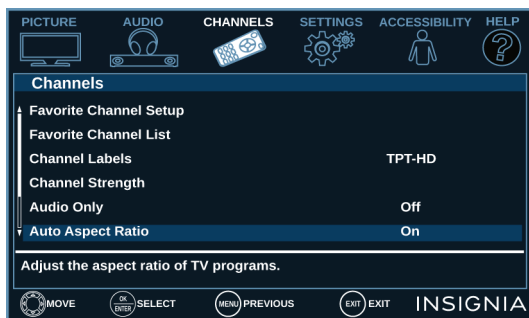 PICTURE AUDIO CHANNELS SETTINGS ACCESSIBILITY HELP
Channels
Favorite Channel Setup
Favorite Channel List
Channel Labels TPT-HD
Channel Strength
Audio Only Off
Auto Aspect Ratio On
Adjust the aspect ratio of TV programs.
MOVE OK ENTER SELECT MENU PREVIOUS EXIT EXIT INSIGNIA